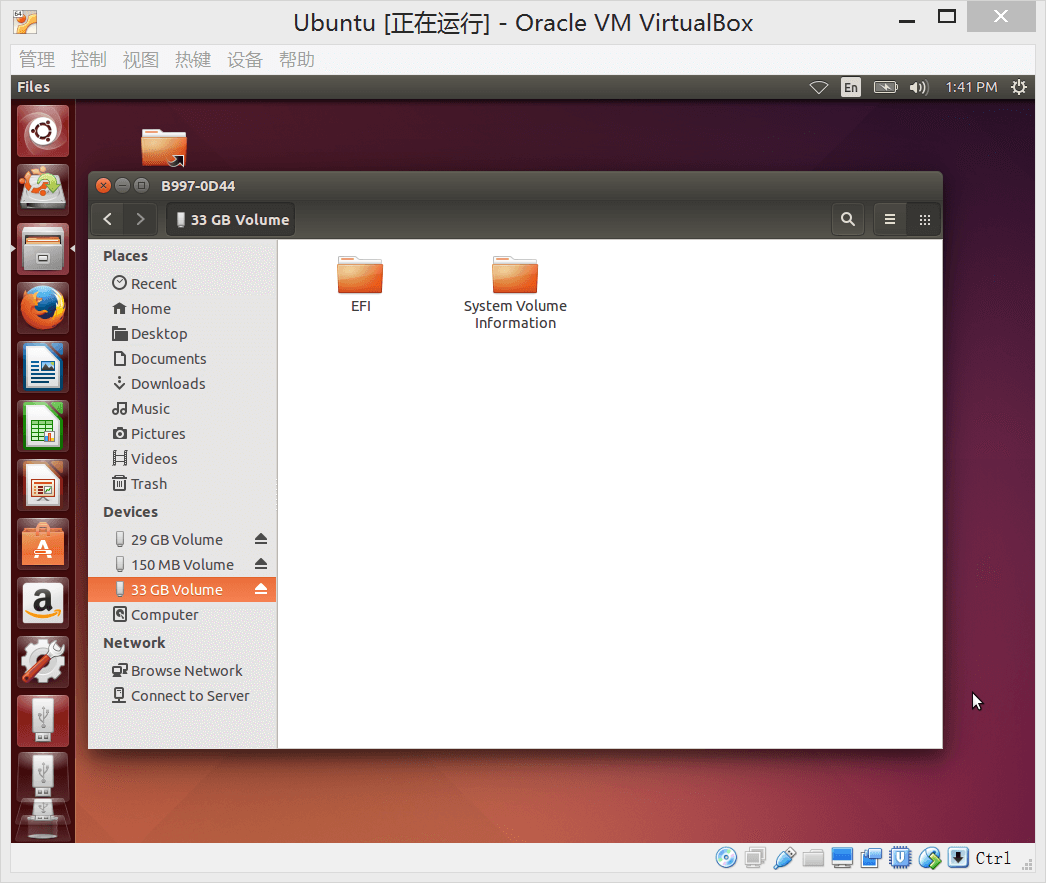 Ubuntu [正在运行] - Oracle VM VirtualBox
管理 控制 视图 热键 设备 帮助
Files
En
1:41 PM
B997-0D44
33 GB Volume
Places
Recent
Home
Desktop
Documents
Downloads
Music
Pictures
Videos
Trash
Devices
29 GB Volume
150 MB Volume
33 GB Volume
Computer
Network
Browse Network
Connect to Server
EFI
System Volume
Information
Ctrl